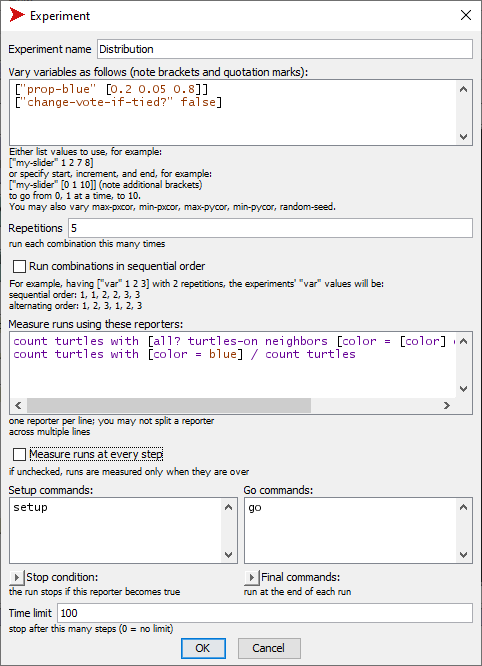 Experiment
Experiment name Distribution
Vary variables as follows (note brackets and quotation marks):
["prop-blue" [0.2 0.05 0.8]]
["change-vote-if-tied?" false]
Either list values to use, for example:
["my-slider" 1 2 7 8]
or specify start, increment, and end, for example:
["my-slider" [0 1 10]] (note additional brackets)
to go from 0, 1 at a time, to 10.
You may also vary max-pxcor, min-pxcor, max-pycor, min-pycor, random-seed.
Repetitions 5
run each combination this many times
Run combinations in sequential order
For example, having ["var" 1 2 3] with 2 repetitions, the experiments' "var" values will be:
sequential order: 1, 1, 2, 2, 3, 3
alternating order: 1, 2, 3, 1, 2, 3
Measure runs using these reporters:
count turtles with [all? turtles-on neighbors [color = [color]
count turtles with [color = blue] / count turtles
one reporter per line; you may not split a reporter
across multiple lines
Measure runs at every step
if unchecked, runs are measured only when they are over
Setup commands:
setup
Go commands:
go
Stop condition:
the run stops if this reporter becomes true
Final commands:
run at the end of each run
Time limit 100
stop after this many steps (0 = no limit)
OK
Cancel